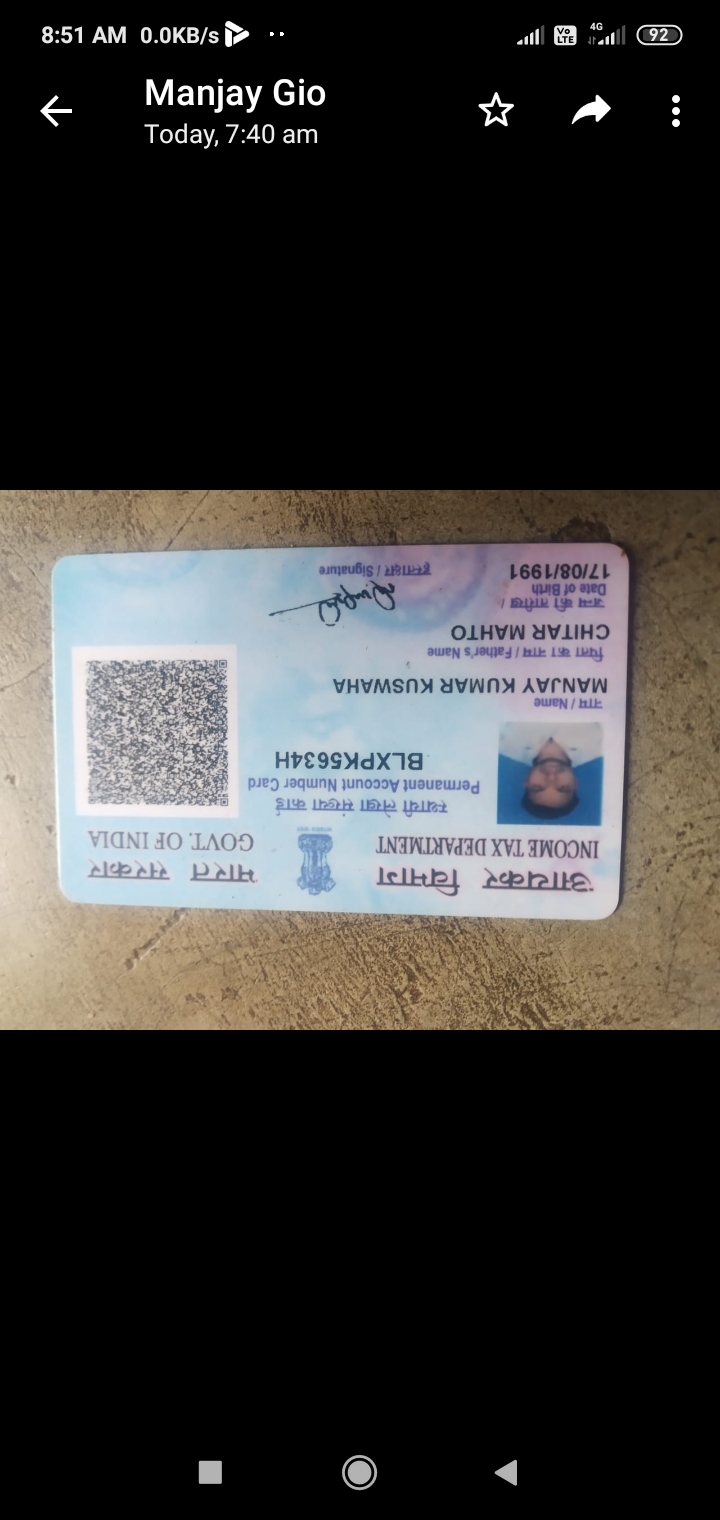 8:51 AM 0.0KB/s
Vo LTE 4G 92
Manjay Gio
Today, 7:40 am
आयकर विभाग
INCOME TAX DEPARTMENT
भारत सरकार
GOVT. OF INDIA
स्थायी लेखा संख्या कार्ड
Permanent Account Number Card
BLXPK5634H
नाम / Name
MANJAY KUMAR KUSWAHA
पिता का नाम / Father's Name
CHITAR MAHTO
जन्म की तारीख /
Date of Birth
17/08/1991
हस्ताक्षर / Signature